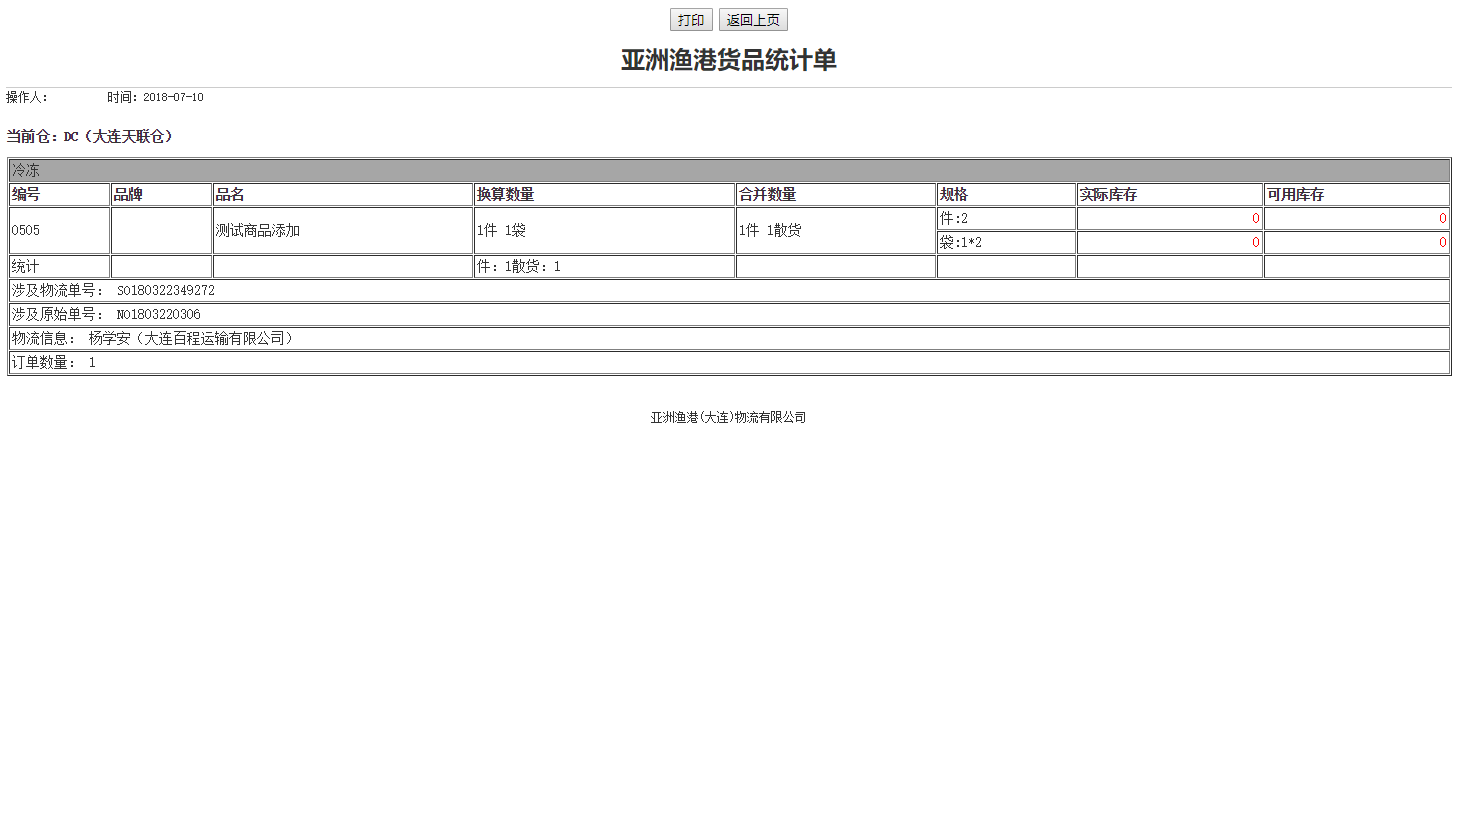 打印 返回上页
亚洲渔港货品统计单
操作人： 时间：2018-07-10
当前仓：DC（大连天联仓）
冷冻
编号 品牌 品名 换算数量 合并数量 规格 实际库存 可用库存
0505 测试商品添加 1件 1袋 1件 1散货 件:2 0 0
袋:1*2 0 0
统计 件：1散货：1
涉及物流单号： SO180322349272
涉及原始单号： NO1803220306
物流信息： 杨学安（大连百程运输有限公司）
订单数量： 1
亚洲渔港(大连)物流有限公司